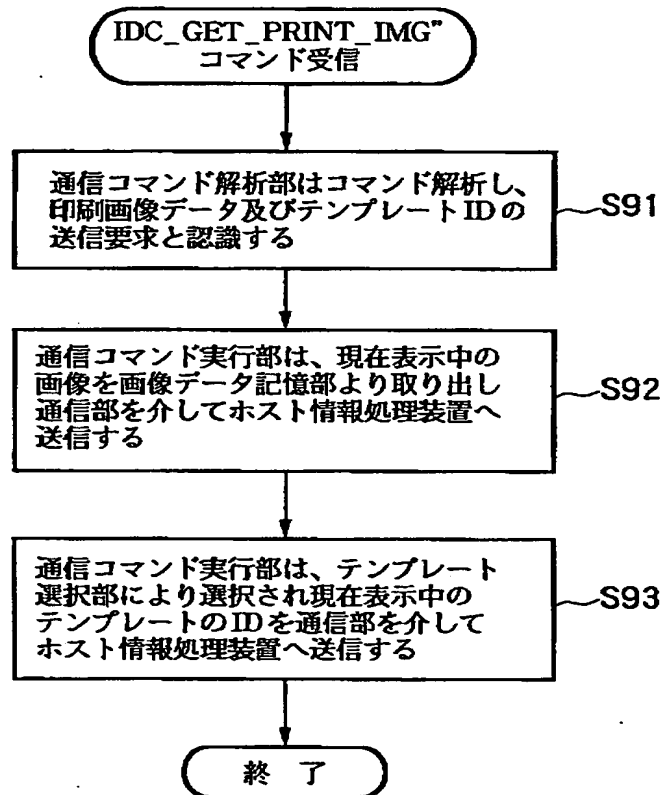 IDC_GET_PRINT_IMG"
コマンド受信
通信コマンド解析部はコマンド解析し、
印刷画像データ及びテンプレートIDの
送信要求と認識する
S91
通信コマンド実行部は、現在表示中の
画像を画像データ記憶部より取り出し
通信部を介してホスト情報処理装置へ
送信する
S92
通信コマンド実行部は、テンプレート
選択部により選択され現在表示中の
テンプレートのIDを通信部を介して
ホスト情報処理装置へ送信する
S93
終 了